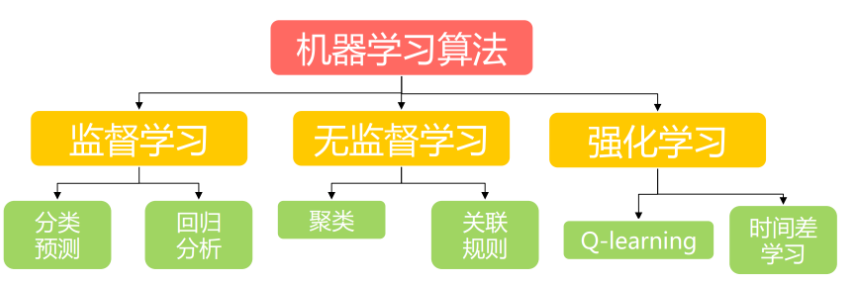 机器学习算法
监督学习
无监督学习
强化学习
分类
预测
回归
分析
聚类
关联
规则
Q-learning
时间差
学习